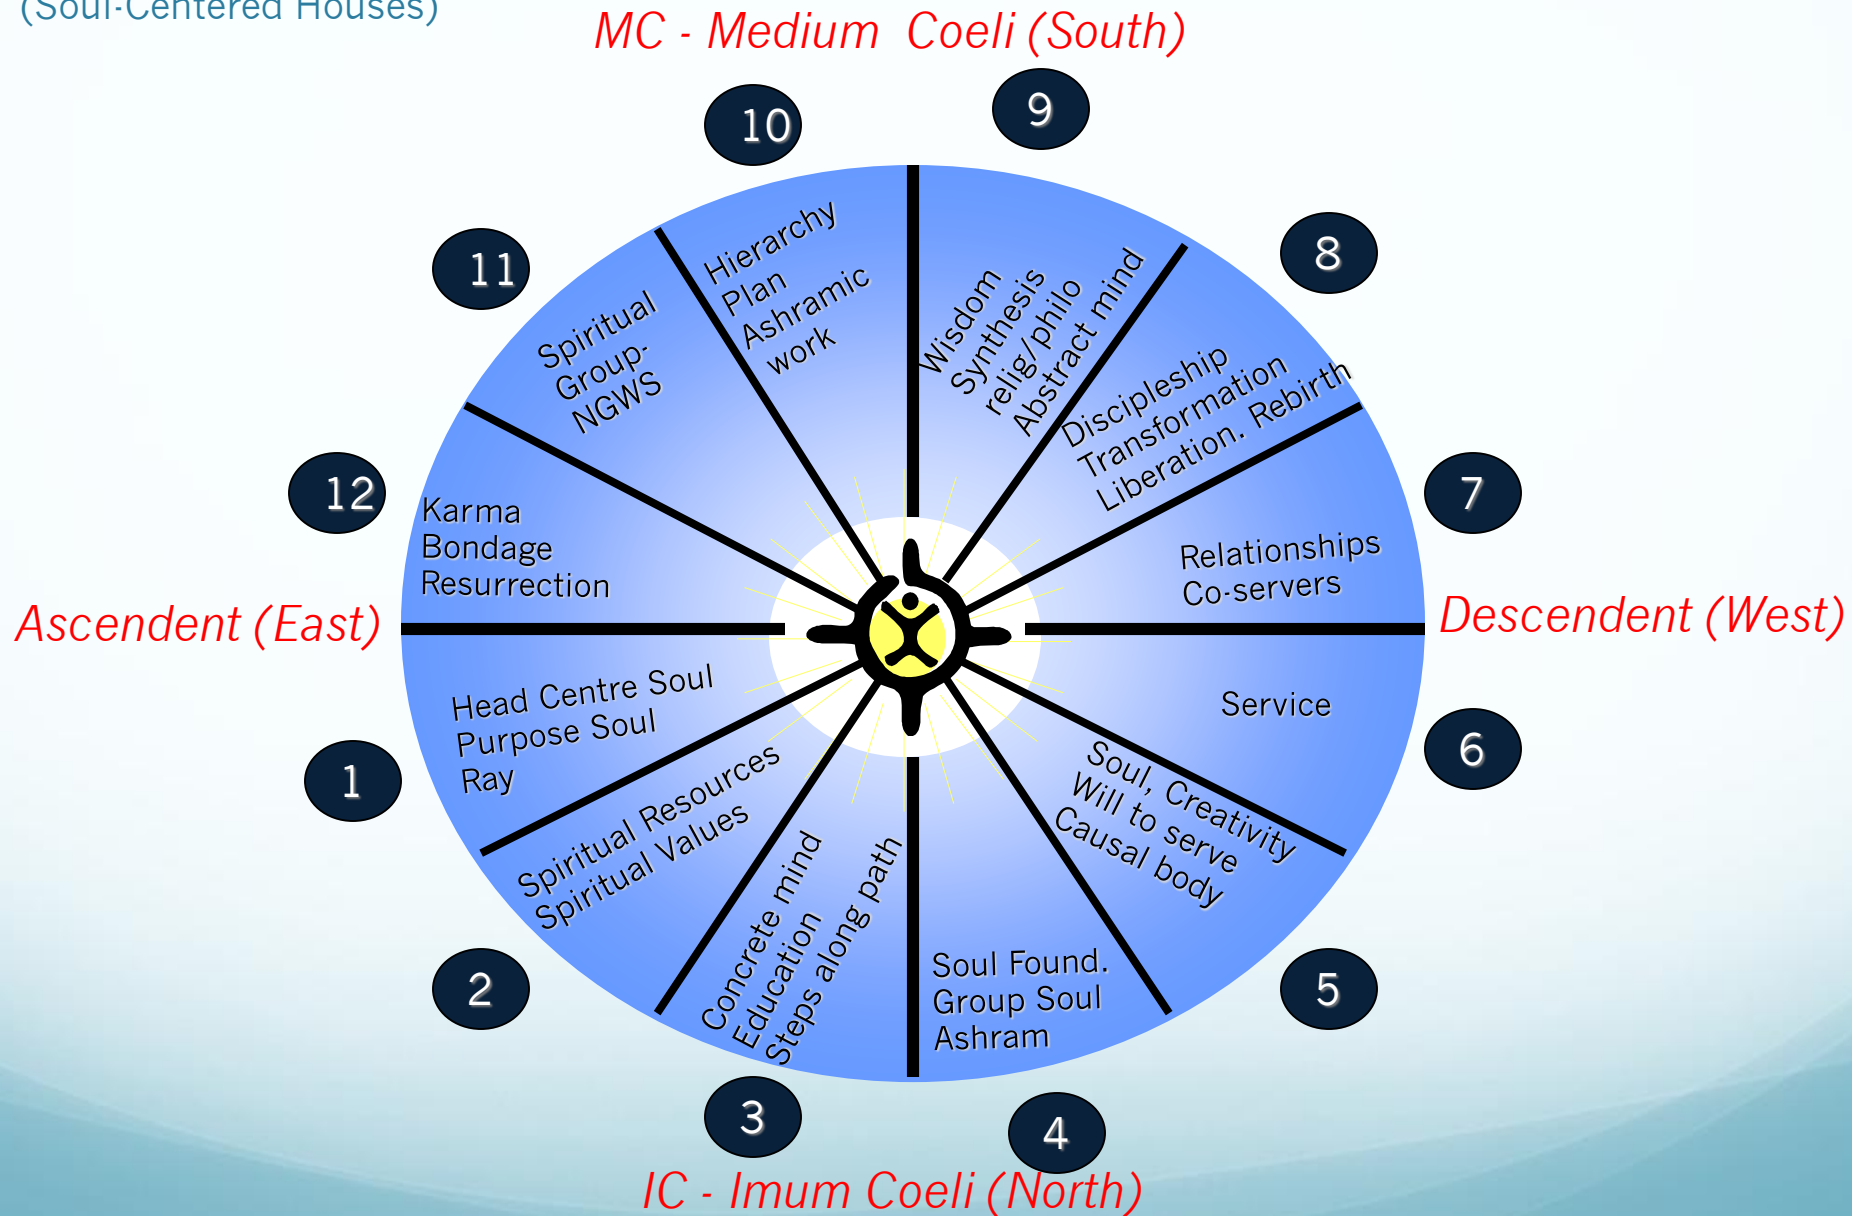 (Soul-Centered Houses)
MC - Medium Coeli (South)
10
9
11
8
Hierarchy
Plan
Ashramic
work
Wisdom
Synthesis
relig/philo
Abstract mind
Spiritual
Group-
NGWS
Discipleship
Transformation
Liberation. Rebirth
12
7
Karma
Bondage
Resurrection
Relationships
Co-servers
Ascendent (East)
Descendent (West)
Head Centre Soul
Purpose Soul
Ray
Service
1
6
Spiritual Resources
Spiritual Values
Soul, Creativity
Will to serve
Causal body
Concrete mind
Education
Steps along path
Soul Found.
Group Soul
Ashram
2
5
3
4
IC - Imum Coeli (North)